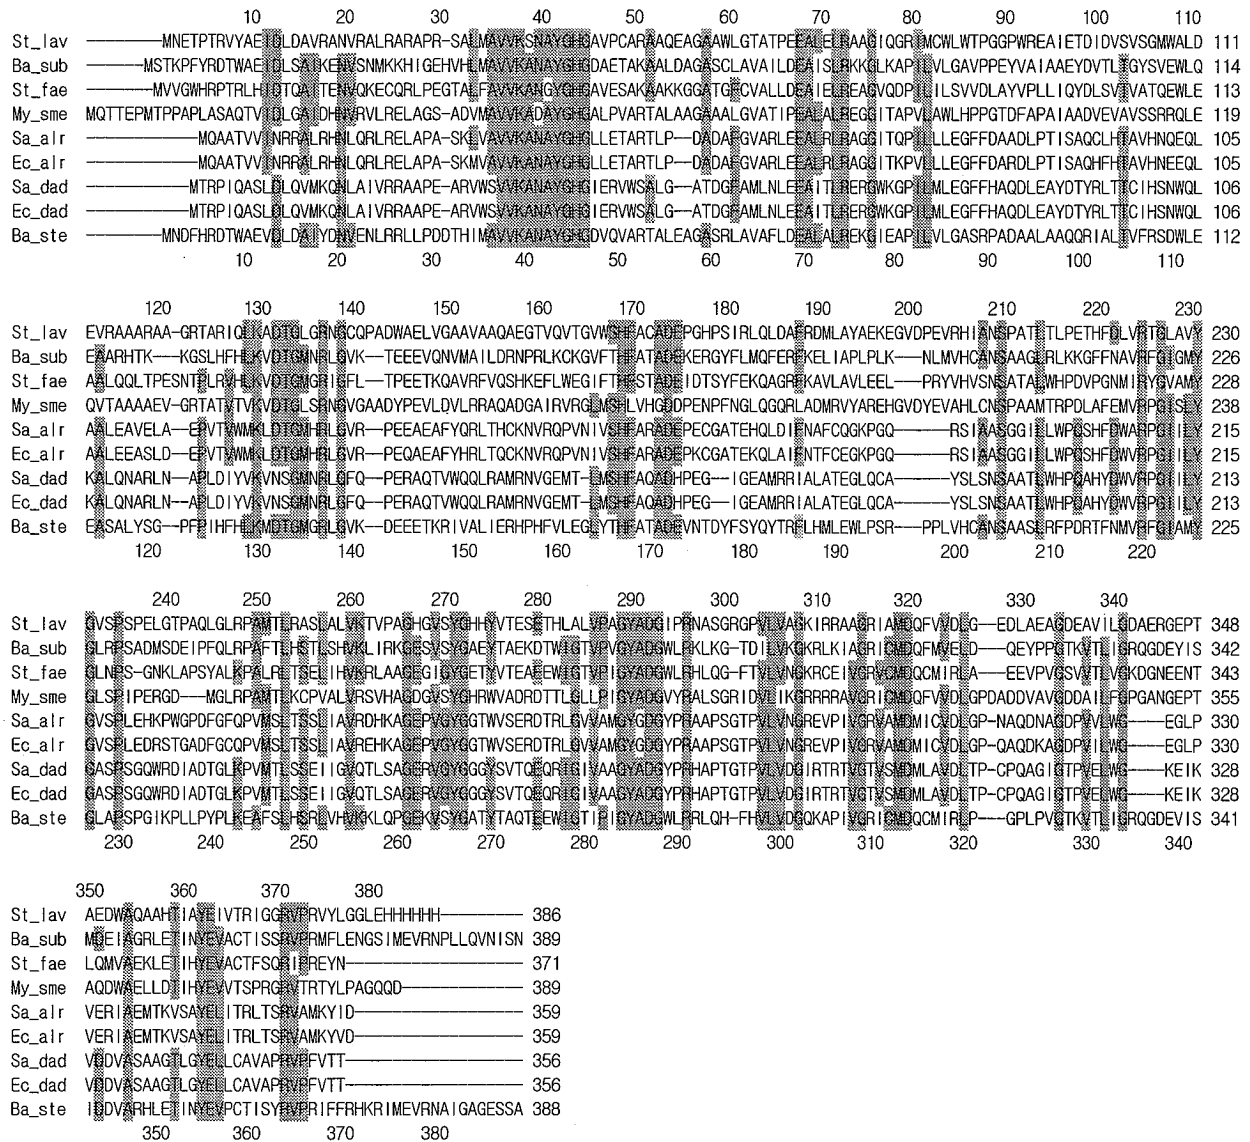 10 20 30 40 50 60 70 80 90 100 110
St_lav --------MNETPTRVYAEIDLDAVRANVRALRARAPR-SALMAVVKSNAYGHGAVPCARAAQEAGAAWLGTATPEEALELRAAGIQGRIMCWLWTPGGPWREAIETDIDVSVSGMWALD 111
Ba_sub ------MSTKPFYRDTWAEIDLSAIKENVSNMKKHIGEHVHLMAVVKANAYGHGDAETAKAALDAGASCLAVAILDEAISLRKKGLKAPILVLGAVPPEYVAIAAEYDVTLTGYSVEWLQ 114
St_fae -------MVVGWHRPTRLHIDTQAITENVQKECQRLPEGTALFAVVKANGYGHGAVESAKAAKKGGATGFCVALLDEAIELREAGVQDPILILSVVDLAYVPLLIQYDLSVTVATQEWLE 113
My_sme MQTTEPMTPPAPLASAQTVIDLGAIDHNVRVLRELAGS-ADVMAVVKADAYGHGALPVARTALAAGAAALGVATIPEALALREGGITAPVLAWLHPPGTDFAPAIAADVEVAVSSRRQLE 119
Sa_alr ------------MQAATVVINRRALRHNLQRLRELAPA-SKLVAVVKANAYGHGLLETARTLP--DADAFGVARLEEALRLRAGGITQPILLLEGFFDAADLPTISAQCLHTAVHNQEQL 105
Ec_alr ------------MQAATVVINRRALRHNLQRLRELAPA-SKMVAVVKANAYGHGLLETARTLP--DADAFGVARLEEALRLRAGGITKPVLLLEGFFDARDLPTISAQHFHTAVHNEEQL 105
Sa_dad -----------MTRPIQASLDLQVMKQNLAIVRRAAPE-ARVWSVVKANAYGHGIERVWSALG--ATDGFAMLNLEEAITLRERGWKGPILMLEGFFHAQDLEAYDTYRLTTCIHSNWQL 106
Ec_dad -----------MTRPIQASLDLQVMKQNLAIVRRAAPE-ARVWSVVKANAYGHGIERVWSALG--ATDGFAMLNLEEAITLRERGWKGPILMLEGFFHAQDLEAYDTYRLTTCIHSNWQL 106
Ba_ste --------MNDFHRDTWAEVDLDAIYDNVENLRRLLPDDTHIMAVVKANAYGHGDVQVARTALEAGASRLAVAFLDEALALREKGIEAPILVLGASRPADAALAAQQRIALTVFRSDWLE 112
10 20 30 40 50 60 70 80 90 100 110
120 130 140 150 160 170 180 190 200 210 220 230
St_lav EVRAAARAA-GRTARIQLKADTGLGRNGCQPADWAELVGAAVAAQAEGTVQVTGVWSHFACADEPGHPSIRLQLDAFRDMLAYAEKEGVDPEVRHIANSPATLTLPETHFDLVRTGLAVY 230
Ba_sub EAARHTK---KGSLHFHLKVDTGMNRLGVK--TEEEVQNVMAILDRNPRLKCKGVFTHFATADEKERGYFLMQFERFKELIAPLPLK---NLMVHCANSAAGLRLKKGFFNAVRFGIGMY 226
St_fae AALQQLTPESNTPLRVHLKVDTGMGRIGFL--TPEETKQAVRFVQSHKEFLWEGIFTHFSTADEIDTSYFEKQAGRFKAVLAVLEEL---PRYVHVSNSATALWHPDVPGNMIRYGVAMY 228
My_sme QVTAAAAEV-GRTATVTVKVDTGLSRNGVGAADYPEVLDVLRRAQADGAIRVRGLMSHLVHGDDPENPFNGLQGQRLADMRVYAREHGVDYEVAHLCNSPAAMTRPDLAFEMVRPGISLY 238
Sa_alr AALEAVELA--EPVTVWMKLDTGMHRLGVR--PEEAEAFYQRLTHCKNVRQPVNIVSHFARADEPECGATEHQLDIFNAFCQGKPGQ------RSIAASGGILLWPQSHFDWARPGIILY 215
Ec_alr AALEEASLD--EPVTVWMKLDTGMHRLGVR--PEQAEAFYHRLTQCKNVRQPVNIVSHFARADEPKCGATEKQLAIFNTFCEGKPGQ------RSIAASGGILLWPQSHFDWVRPGIILY 215
Sa_dad KALQNARLN--APLDIYVKVNSGMNRLGFQ--PERAQTVWQQLRAMRNVGEMT-LMSHFAQADHPEG--IGEAMRRIALATEGLQCA------YSLSNSAATLWHPQAHYDWVRPGIILY 213
Ec_dad KALQNARLN--APLDIYVKVNSGMNRLGFQ--PERAQTVWQQLRAMRNVGEMT-LMSHFAQADHPEG--IGEAMRRIALATEGLQCA------YSLSNSAATLWHPQAHYDWVRPGIILY 213
Ba_ste EASALYSG---PFPIHFHLKMDTGMGRLGVK--DEEETKRIVALIERHPHFVLEGLYTHFATADEVNTDYFSYQYTRFLHMLEWLPSR---PPLVHCANSAASLRFPDRTFNMVRFGIAMY 225
120 130 140 150 160 170 180 190 200 210 220
240 250 260 270 280 290 300 310 320 330 340
St_lav GVSPSPELGTPAQLGLRPAMTLRASLALVKTVPAGHGVSYGHHYVTESETHLALVPAGYADGIPRNASGRGPVLVAGKIRRAAGRIAMDQFVVDLG--EDLAEAGDEAVILGDAERGEPT 348
Ba_sub GLRPSADMSDEIPFQLRPAFTLHSTLSHVKLIRKGESVSYGAEYTAEKDTWIGTVPVGYADGWLRKLKG-TDILVKGKRLKIAGRICMDQFMVELD---QEYPPGTKVTLIGRQGDEYIS 342
St_fae GLNPS-GNKLAPSYALKPALRLTSELIHVKRLAAGEGIGYGETYVTEAEEWIGTVPIGYADGWLRHLQG-FTVLVNGKRCEIVGRVCMDQCMIRLA---EEVPVGSVVTLVGKDGNEENT 343
My_sme GLSPIPERGD---MGLRPAMTLKCPVALVRSVHAGDGVSYGHRWVADRDTTLGLLPIGYADGVYRALSGRIDVLIKGRRRRAVGRICMDQFVVDLGPDADDVAVGDDAILFGPGANGEPT 355
Sa_alr GVSPLEHKPWGPDFGFQPVMSLTSSLIAVRDHKAGEPVGYGGTWVSERDTRLGVVAMGYGDGYPRAAPSGTPVLVNGREVPIVGRVAMDMICVDLGP-NAQDNAGDPVVLWG----EGLP 330
Ec_alr GVSPLEDRSTGADFGCQPVMSLTSSLIAVREHKAGEPVGYGGTWVSERDTRLGVVAMGYGDGYPRAAPSGTPVLVNGREVPIVGRVAMDMICVDLGP-QAQDKAGDPVILWG----EGLP 330
Sa_dad GASPSGQWRDIADTGLKPVMTLSSEIIGVQTLSAGERVGYGGGYSVTQEQRIGIVAAGYADGYPRHAPTGTPVLVDGIRTRTVGTVSMDMLAVDLTP-CPQAGIGTPVELWG----KEIK 328
Ec_dad GASPSGQWRDIADTGLRPVMTLSSEIIGVQTLSAGERVGYGGGYSVTQEQRIGIVAAGYADGYPRHAPTGTPVLVDGIRTRTVGTVSMDMLAVDLTP-CPQAGIGTPVELWG----KEIK 328
Ba_ste GLAPSPGIKPLLPYPLKEAFSLHSRLVHVKKLQPGEKVSYGATYTAQTEEWIGTIPIGYADGWLRRLQH-FHVLVDGQKAPIVGRICMDQCMIRLP---GPLPVGTKVTLIGRQGDEVIS 341
230 240 250 260 270 280 290 300 310 320 330 340
350 360 370 380
St_lav AEDWAQAAHTIAYEIVTRIGGRVPRVYLGGLEHHHHHH--------- 386
Ba_sub MDEIAGRLETINYEVACTISSRVPRMFLENGSIMEVRNPLLQVNISN 389
St_fae LQMVAEKLETIHYEVACTFSQRIPREYN------------------- 371
My_sme AQDWAELLDTIHYEVVTSPRGRVTRTYLPAGQQD------------- 389
Sa_alr VERIAEMTKVSAYELITRLTSRVAMKYID------------------ 359
Ec_alr VERIAEMTKVSAYELITRLTSRVAMKYVD------------------ 359
Sa_dad VDDVASAAGTLGYELLCAVAPRVPFVTT------------------- 356
Ec_dad VDDVASAAGTLGYELLCAVAPRVPFVTT------------------- 356
Ba_ste IDDVARHLETINYEVPCTISYRVPRIFFRHKRIMEVRNAIGAGESSA 388
350 360 370 380